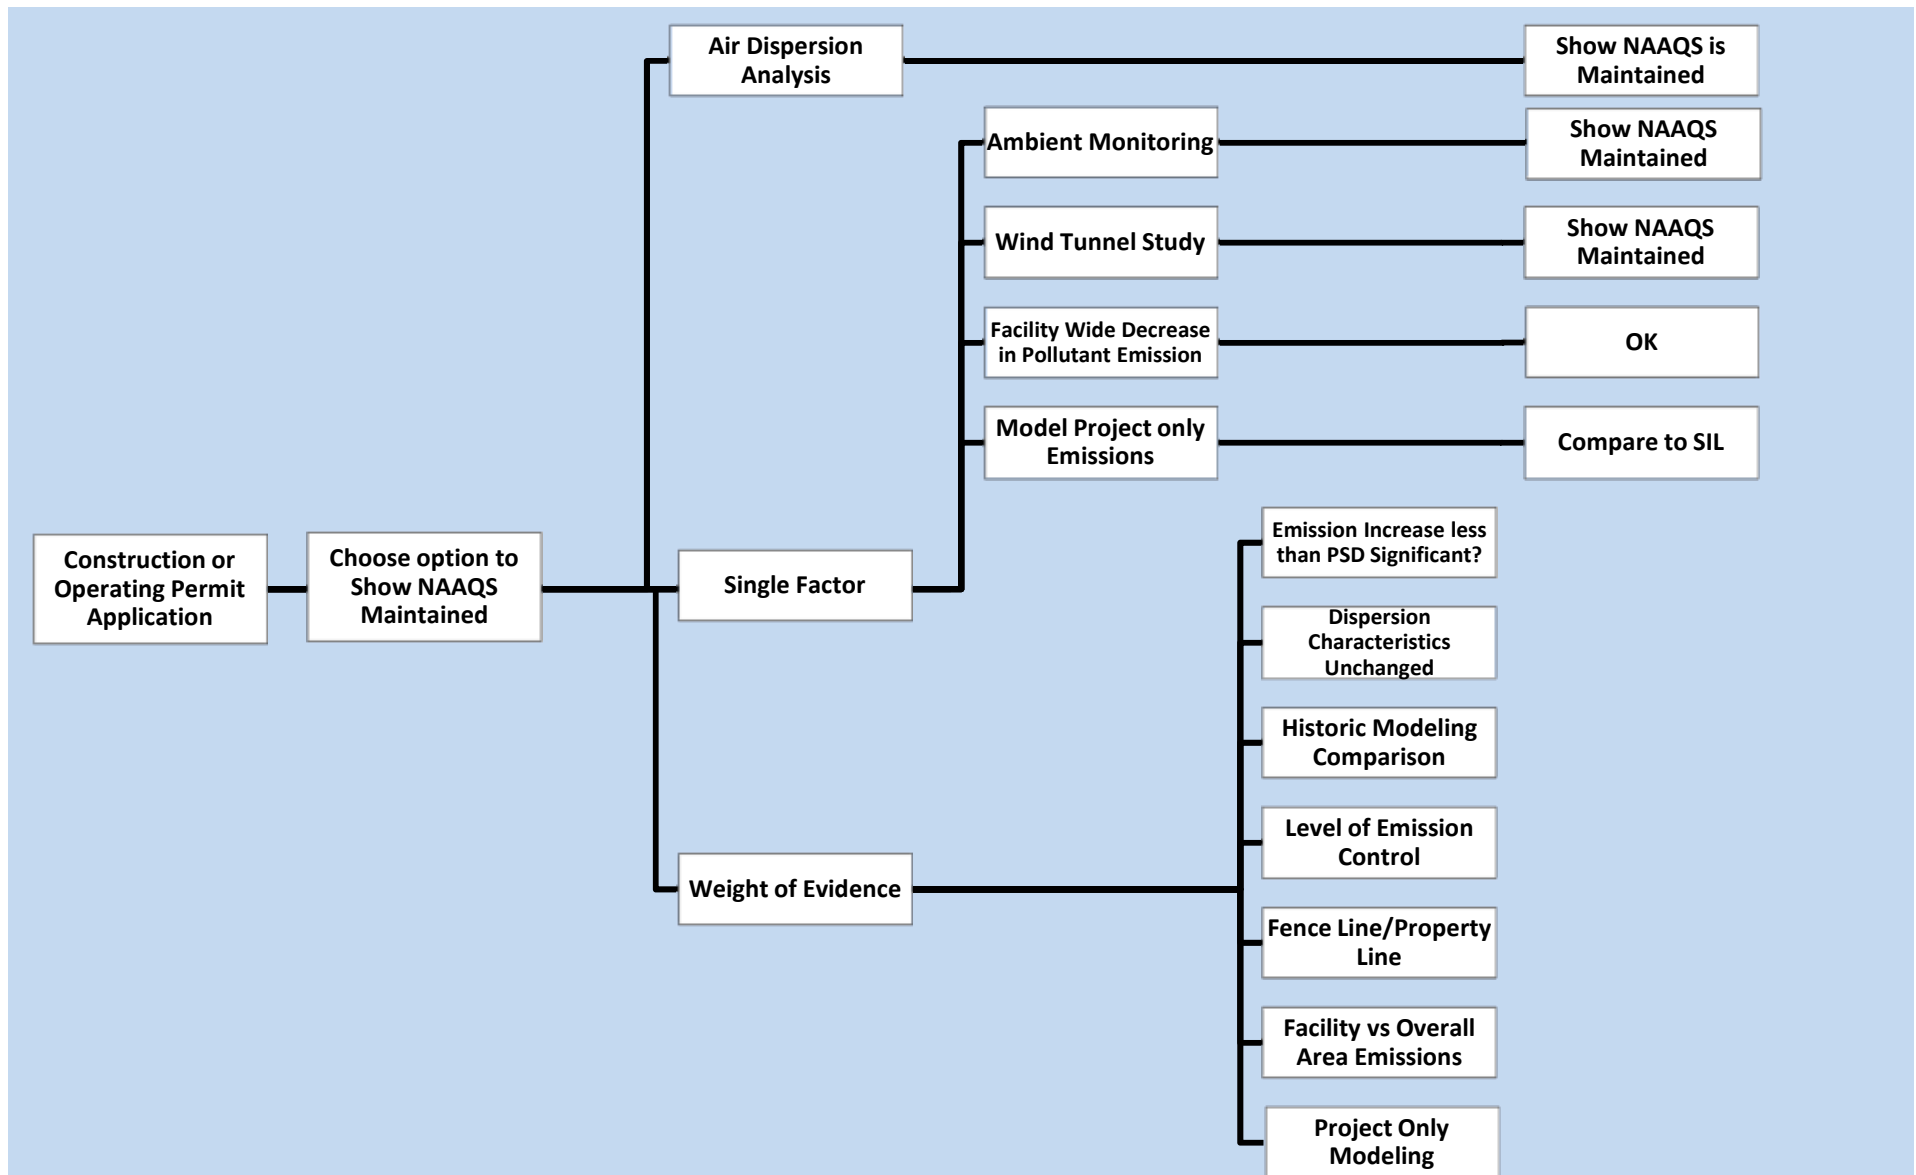 Air Dispersion
Analysis
Show NAAQS is
Maintained
Ambient Monitoring
Show NAAQS
Maintained
Wind Tunnel Study
Show NAAQS
Maintained
Facility Wide Decrease
in Pollutant Emission
OK
Model Project only
Emissions
Compare to SIL
Construction or
Operating Permit
Application
Choose option to
Show NAAQS
Maintained
Single Factor
Emission Increase less
than PSD Significant?
Dispersion
Characteristics
Unchanged
Historic Modeling
Comparison
Level of Emission
Control
Weight of Evidence
Fence Line/Property
Line
Facility vs Overall
Area Emissions
Project Only
Modeling